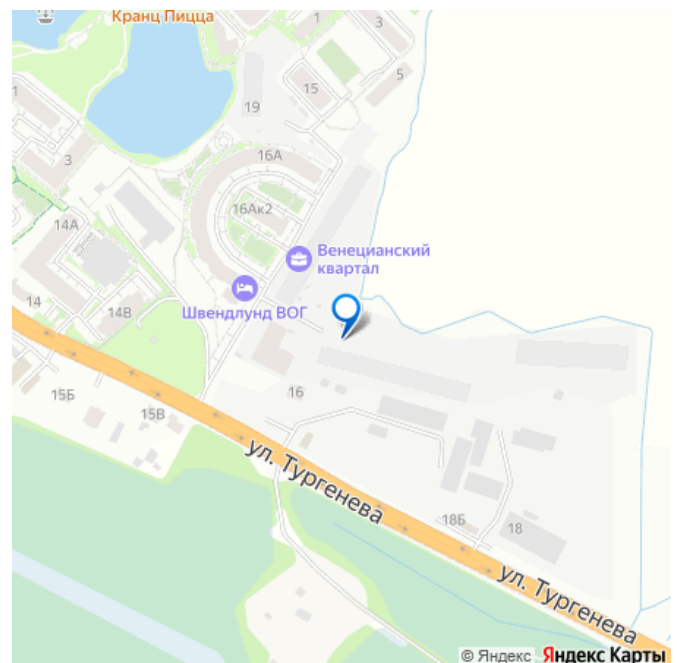 Кранц Пицца
1
3
5
15
19
1
3
16А
16Ак2
14А
Венецианский
квартал
Швендлунд ВОГ
14
14В
16
15Б
15В
ул. Тургенева
18Б
18
ул. Тургенева
© Яндекс Яндекс Карты